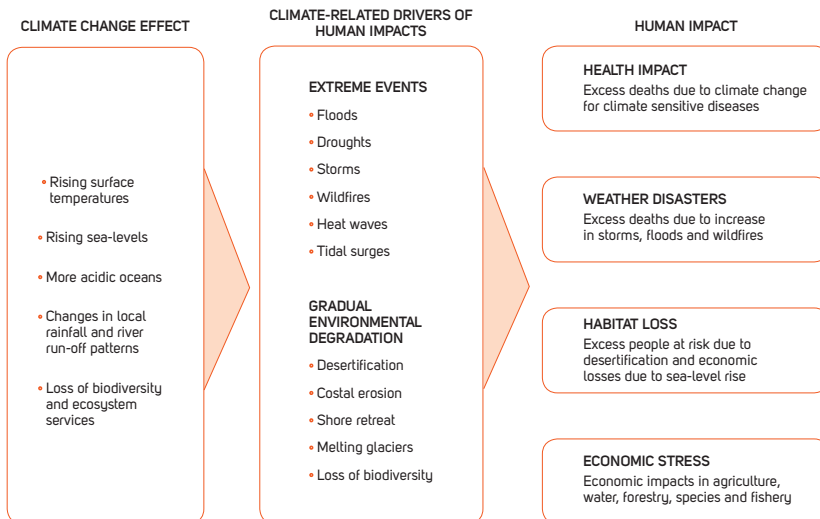 CLIMATE CHANGE EFFECT
• Rising surface
temperatures
• Rising sea-levels
• More acidic oceans
• Changes in local
rainfall and river
run-off patterns
• Loss of biodiversity
and ecosystem
services
CLIMATE-RELATED DRIVERS OF
HUMAN IMPACTS
EXTREME EVENTS
• Floods
• Droughts
• Storms
• Wildfires
• Heat waves
• Tidal surges
GRADUAL
ENVIRONMENTAL
DEGRADATION
• Desertification
• Costal erosion
• Shore retreat
• Melting glaciers
• Loss of biodiversity
HUMAN IMPACT
HEALTH IMPACT
Excess deaths due to climate change
for climate sensitive diseases
WEATHER DISASTERS
Excess deaths due to increase
in storms, floods and wildfires
HABITAT LOSS
Excess people at risk due to
desertification and economic
losses due to sea-level rise
ECONOMIC STRESS
Economic impacts in agriculture,
water, forestry, species and fishery